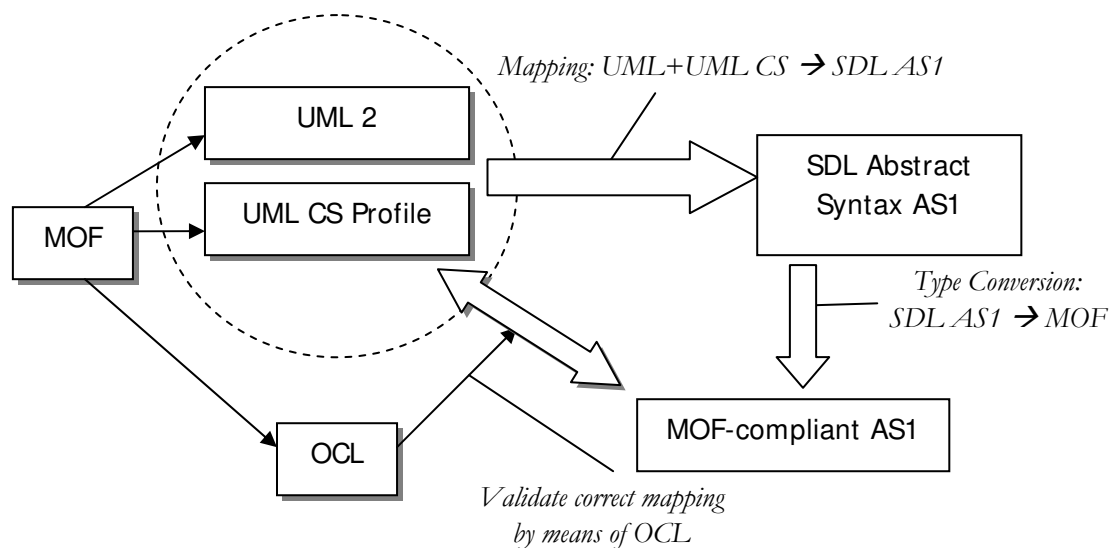 Mapping: UML+UML CS → SDL AS1
UML 2
SDL Abstract
Syntax AS1
UML CS Profile
MOF
Type Conversion:
SDL AS1 → MOF
MOF-compliant AS1
OCL
Validate correct mapping
by means of OCL